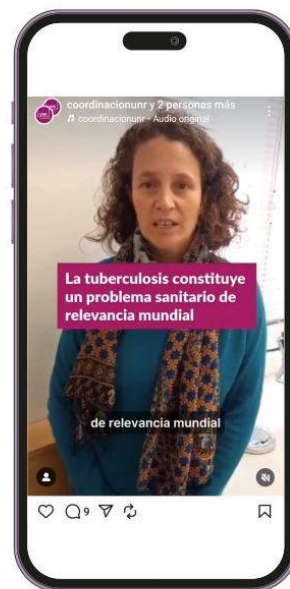 coordinacionunr y 2 personas más
coordinacionunr • Audio original
La tuberculosis constituye
un problema sanitario de
relevancia mundial
de relevancia mundial
9